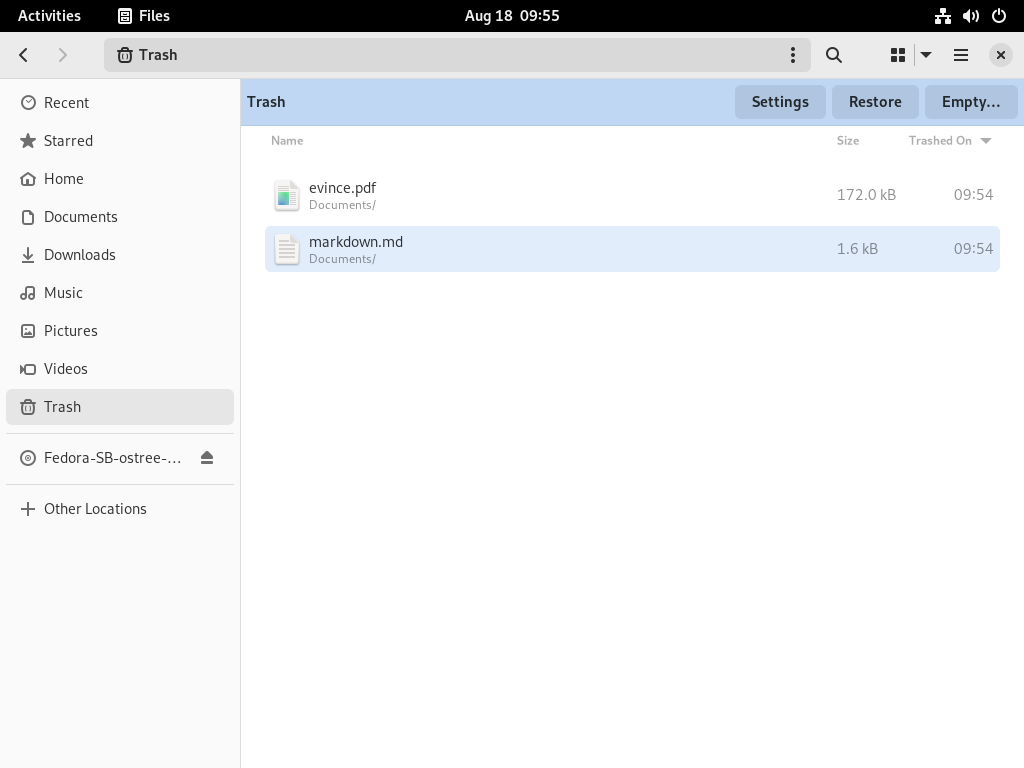 Activities Files Aug 18 09:55
Trash
Recent
Starred
Home
Documents
Downloads
Music
Pictures
Videos
Trash
Fedora-SB-ostree-…
Other Locations
Trash Settings Restore Empty…
Name Size Trashed On
evince.pdf 172.0 kB 09:54
Documents/
markdown.md 1.6 kB 09:54
Documents/